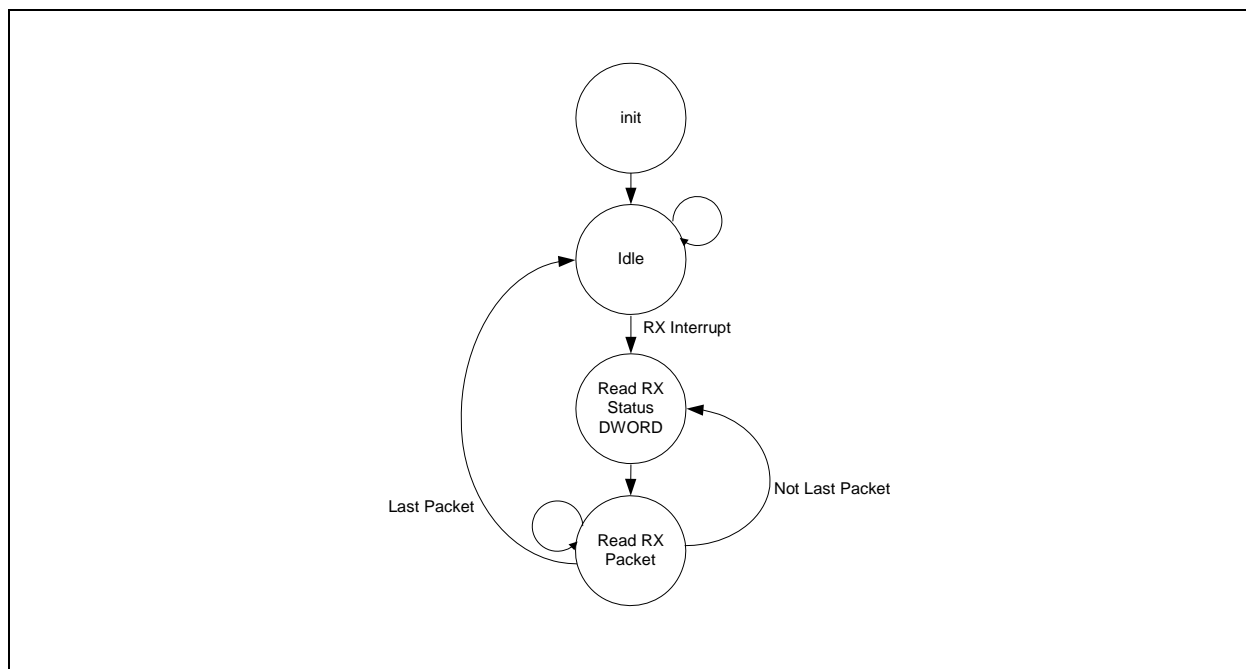 init
Idle
RX Interrupt
Read RX
Status
DWORD
Not Last Packet
Last Packet
Read RX
Packet